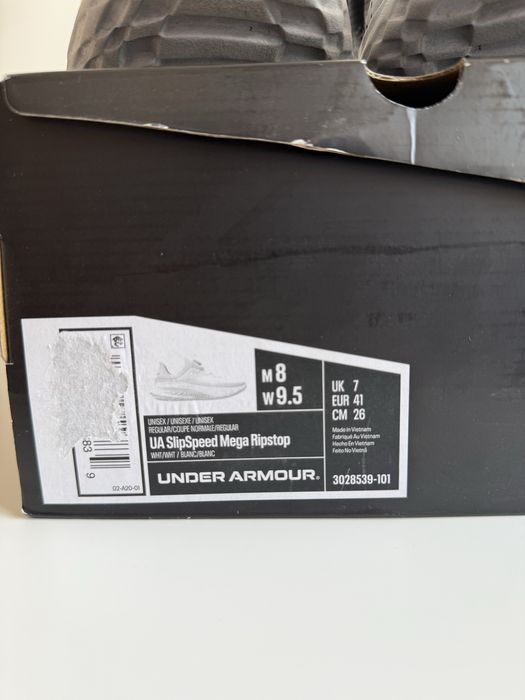 M 8
W 9.5
UK 7
EUR 41
CM 26
UNISEX / UNISEXE / UNISEX
REGULAR/COUPE NORMALE/REGULAR
UA SlipSpeed Mega Ripstop
WHT/WHT / BLANC/BLANC
UNDER ARMOUR®
Made In Vietnam
Fabriqué Au Vietnam
Hecho En Vietnam
Feito No Vietnã
3028539-101
83
9
02-A20-01